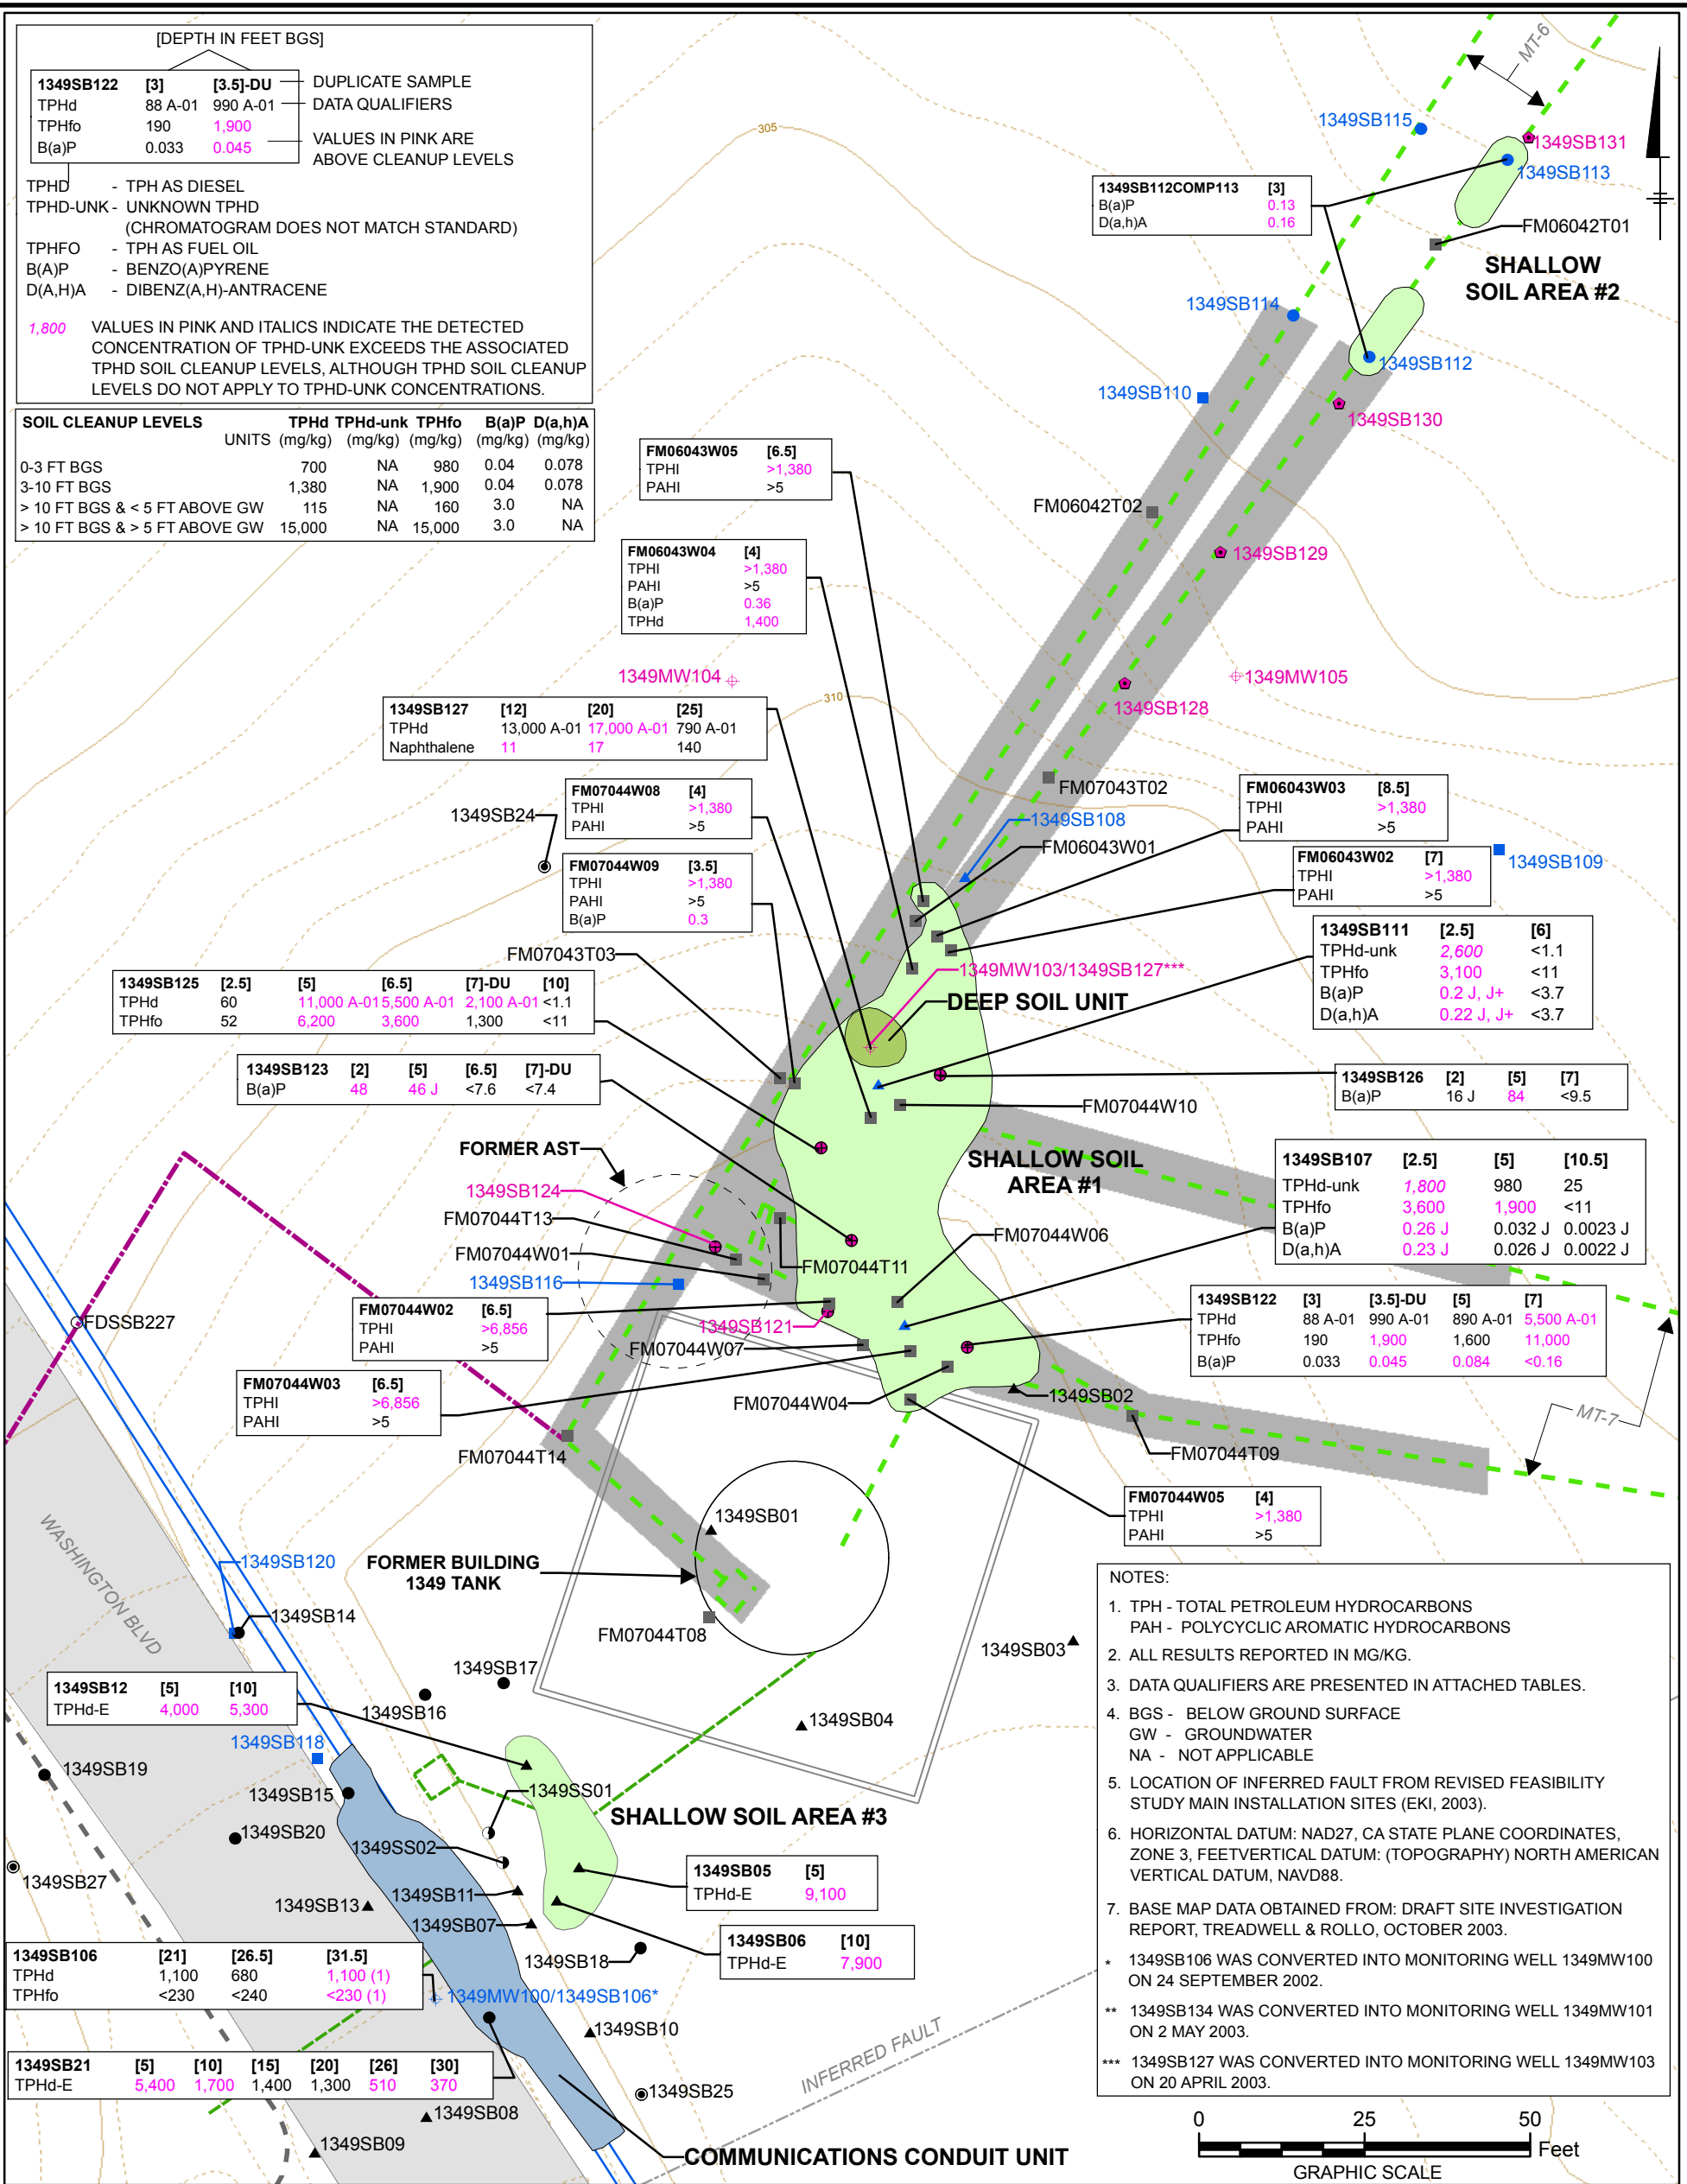 [DEPTH IN FEET BGS]
1349SB122 [3] [3.5]-DU
TPHd 88 A-01 990 A-01
TPHfo 190 1,900
B(a)P 0.033 0.045
DUPLICATE SAMPLE
DATA QUALIFIERS
VALUES IN PINK ARE
ABOVE CLEANUP LEVELS
TPHD - TPH AS DIESEL
TPHD-UNK - UNKNOWN TPHD
(CHROMATOGRAM DOES NOT MATCH STANDARD)
TPHFO - TPH AS FUEL OIL
B(A)P - BENZO(A)PYRENE
D(A,H)A - DIBENZ(A,H)-ANTRACENE
1,800 VALUES IN PINK AND ITALICS INDICATE THE DETECTED
CONCENTRATION OF TPHD-UNK EXCEEDS THE ASSOCIATED
TPHD SOIL CLEANUP LEVELS, ALTHOUGH TPHD SOIL CLEANUP
LEVELS DO NOT APPLY TO TPHD-UNK CONCENTRATIONS.
SOIL CLEANUP LEVELS TPHd TPHd-unk TPHfo B(a)P D(a,h)A
UNITS (mg/kg) (mg/kg) (mg/kg) (mg/kg) (mg/kg)
0-3 FT BGS 700 NA 980 0.04 0.078
3-10 FT BGS 1,380 NA 1,900 0.04 0.078
> 10 FT BGS & < 5 FT ABOVE GW 115 NA 160 3.0 NA
> 10 FT BGS & > 5 FT ABOVE GW 15,000 NA 15,000 3.0 NA
305
MT-6
1349SB115
1349SB131
1349SB113
1349SB112COMP113 [3]
B(a)P 0.13
D(a,h)A 0.16
FM06042T01
SHALLOW
SOIL AREA #2
1349SB114
1349SB112
1349SB110
1349SB130
FM06043W05 [6.5]
TPHI >1,380
PAHI >5
FM06042T02
1349SB129
FM06043W04 [4]
TPHI >1,380
PAHI >5
B(a)P 0.36
TPHd 1,400
1349MW104
1349MW105
310
1349SB128
1349SB127 [12] [20] [25]
TPHd 13,000 A-01 17,000 A-01 790 A-01
Naphthalene 11 17 140
FM07043T02
FM07044W08 [4]
TPHI >1,380
PAHI >5
FM06043W03 [8.5]
TPHI >1,380
PAHI >5
1349SB24
1349SB108
FM06043W01
FM06043W02 [7]
TPHI >1,380
PAHI >5
1349SB109
FM07044W09 [3.5]
TPHI >1,380
PAHI >5
B(a)P 0.3
1349SB111 [2.5] [6]
TPHd-unk 2,600 <1.1
TPHfo 3,100 <11
B(a)P 0.2 J, J+ <3.7
D(a,h)A 0.22 J, J+ <3.7
FM07043T03
1349MW103/1349SB127***
DEEP SOIL UNIT
1349SB125 [2.5] [5] [6.5] [7]-DU [10]
TPHd 60 11,000 A-01 5,500 A-01 2,100 A-01 <1.1
TPHfo 52 6,200 3,600 1,300 <11
1349SB123 [2] [5] [6.5] [7]-DU
B(a)P 48 46 J <7.6 <7.4
1349SB126 [2] [5] [7]
B(a)P 16 J 84 <9.5
FM07044W10
FORMER AST
SHALLOW SOIL
AREA #1
1349SB107 [2.5] [5] [10.5]
TPHd-unk 1,800 980 25
TPHfo 3,600 1,900 <11
B(a)P 0.26 J 0.032 J 0.0023 J
D(a,h)A 0.23 J 0.026 J 0.0022 J
1349SB124
FM07044T13
FM07044W01
1349SB116
FM07044W06
FM07044T11
FM07044W02 [6.5]
TPHI >6,856
PAHI >5
1349SB121
FDSSB227
1349SB122 [3] [3.5]-DU [5] [7]
TPHd 88 A-01 990 A-01 890 A-01 5,500 A-01
TPHfo 190 1,900 1,600 11,000
B(a)P 0.033 0.045 0.084 <0.16
FM07044W07
FM07044W03 [6.5]
TPHI >6,856
PAHI >5
FM07044W04
1349SB02
MT-7
FM07044T14
FM07044T09
FM07044W05 [4]
TPHI >1,380
PAHI >5
1349SB01
WASHINGTON BLVD
1349SB120
FORMER BUILDING
1349 TANK
1349SB14
FM07044T08
1349SB03
1349SB17
1349SB12 [5] [10]
TPHd-E 4,000 5,300
1349SB16
1349SB04
1349SB118
1349SB19
1349SB15
1349SS01
SHALLOW SOIL AREA #3
1349SB20
1349SS02
1349SB27
1349SB11
1349SB05 [5]
TPHd-E 9,100
1349SB13
1349SB07
1349SB06 [10]
TPHd-E 7,900
1349SB18
1349SB106 [21] [26.5] [31.5]
TPHd 1,100 680 1,100 (1)
TPHfo <230 <240 <230 (1)
1349MW100/1349SB106*
1349SB10
INFERRED FAULT
1349SB21 [5] [10] [15] [20] [26] [30]
TPHd-E 5,400 1,700 1,400 1,300 510 370
1349SB25
1349SB08
1349SB09
COMMUNICATIONS CONDUIT UNIT
NOTES:
1. TPH - TOTAL PETROLEUM HYDROCARBONS
PAH - POLYCYCLIC AROMATIC HYDROCARBONS
2. ALL RESULTS REPORTED IN MG/KG.
3. DATA QUALIFIERS ARE PRESENTED IN ATTACHED TABLES.
4. BGS - BELOW GROUND SURFACE
GW - GROUNDWATER
NA - NOT APPLICABLE
5. LOCATION OF INFERRED FAULT FROM REVISED FEASIBILITY
STUDY MAIN INSTALLATION SITES (EKI, 2003).
6. HORIZONTAL DATUM: NAD27, CA STATE PLANE COORDINATES,
ZONE 3, FEETVERTICAL DATUM: (TOPOGRAPHY) NORTH AMERICAN
VERTICAL DATUM, NAVD88.
7. BASE MAP DATA OBTAINED FROM: DRAFT SITE INVESTIGATION
REPORT, TREADWELL & ROLLO, OCTOBER 2003.
* 1349SB106 WAS CONVERTED INTO MONITORING WELL 1349MW100
ON 24 SEPTEMBER 2002.
** 1349SB134 WAS CONVERTED INTO MONITORING WELL 1349MW101
ON 2 MAY 2003.
*** 1349SB127 WAS CONVERTED INTO MONITORING WELL 1349MW103
ON 20 APRIL 2003.
0 25 50
Feet
GRAPHIC SCALE